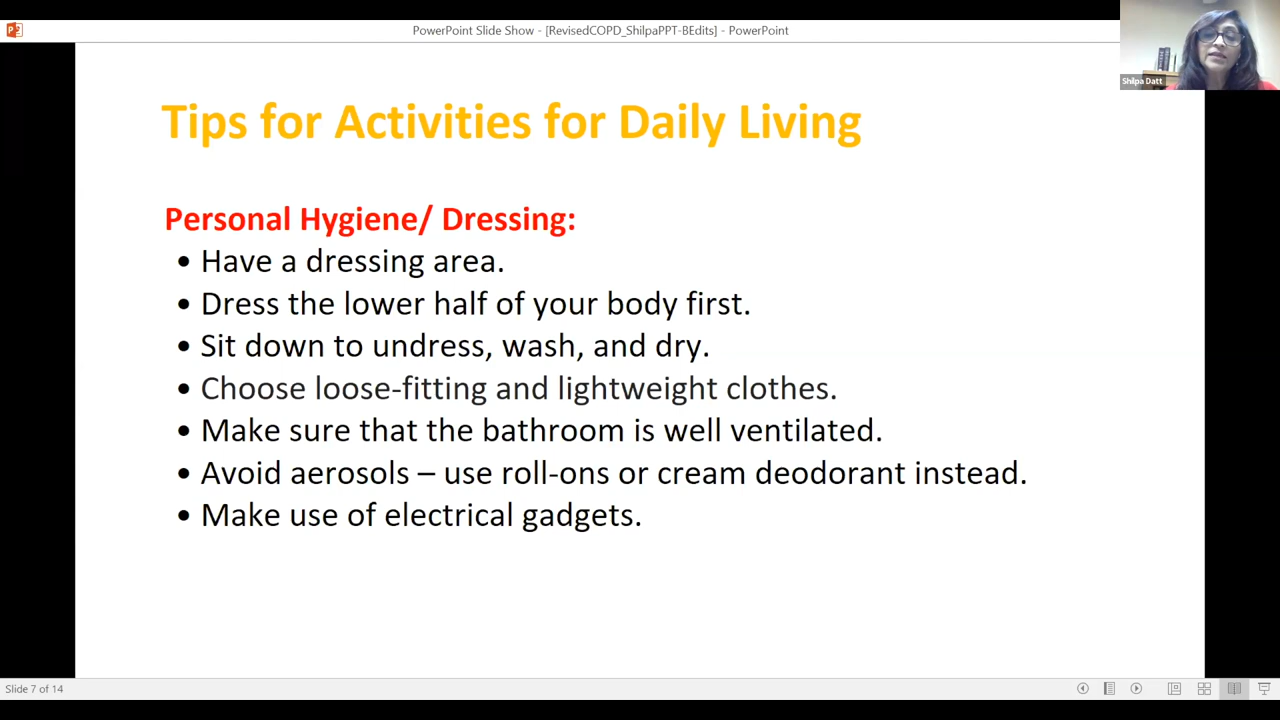 PowerPoint Slide Show - [RevisedCOPD_ShilpaPPT-BEdits] - PowerPoint
Shilpa Datt
Tips for Activities for Daily Living
Personal Hygiene/ Dressing:
• Have a dressing area.
• Dress the lower half of your body first.
• Sit down to undress, wash, and dry.
• Choose loose-fitting and lightweight clothes.
• Make sure that the bathroom is well ventilated.
• Avoid aerosols – use roll-ons or cream deodorant instead.
• Make use of electrical gadgets.
Slide 7 of 14